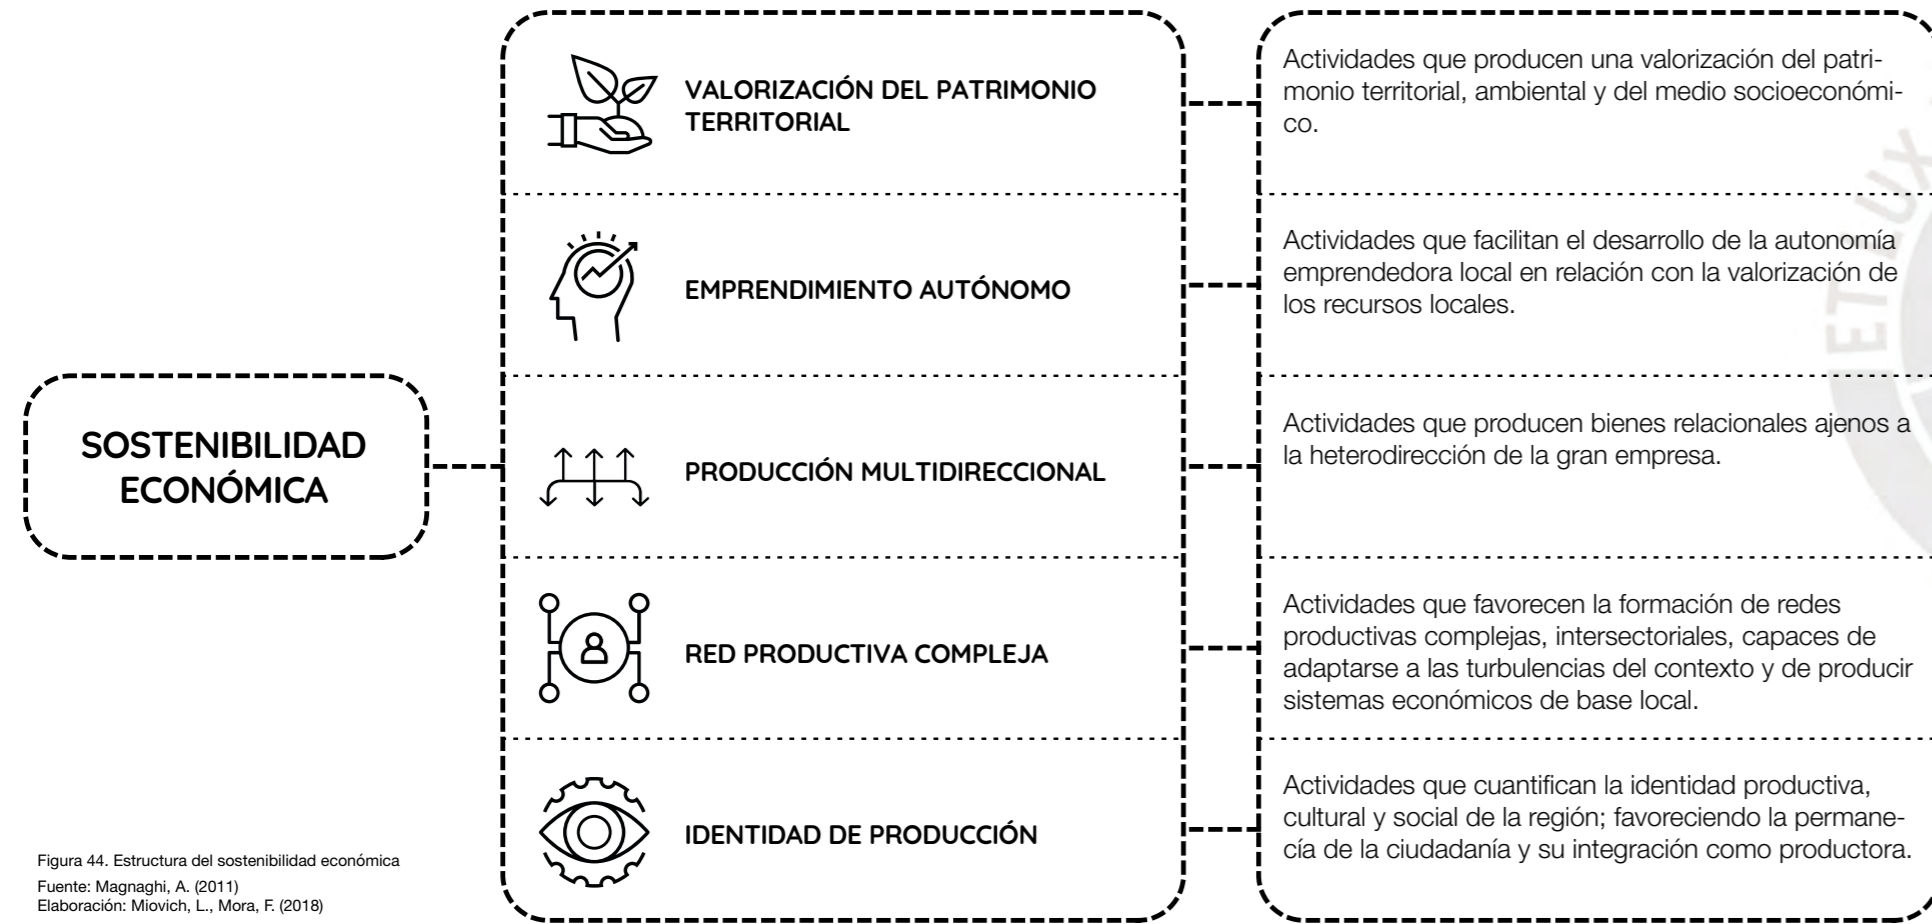 VALORIZACIÓN DEL PATRIMONIO
TERRITORIAL
Actividades que producen una valorización del patri-
monio territorial, ambiental y del medio socioeconómi-
co.
EMPRENDIMIENTO AUTÓNOMO
Actividades que facilitan el desarrollo de la autonomía
emprendedora local en relación con la valorización de
los recursos locales.
SOSTENIBILIDAD
ECONÓMICA
PRODUCCIÓN MULTIDIRECCIONAL
Actividades que producen bienes relacionales ajenos a
la heterodirección de la gran empresa.
RED PRODUCTIVA COMPLEJA
Actividades que favorecen la formación de redes
productivas complejas, intersectoriales, capaces de
adaptarse a las turbulencias del contexto y de producir
sistemas económicos de base local.
IDENTIDAD DE PRODUCCIÓN
Actividades que cuantifican la identidad productiva,
cultural y social de la región; favoreciendo la permane-
cía de la ciudadanía y su integración como productora.
Figura 44. Estructura del sostenibilidad económica
Fuente: Magnaghi, A. (2011)
Elaboración: Miovich, L., Mora, F. (2018)
ET LUX